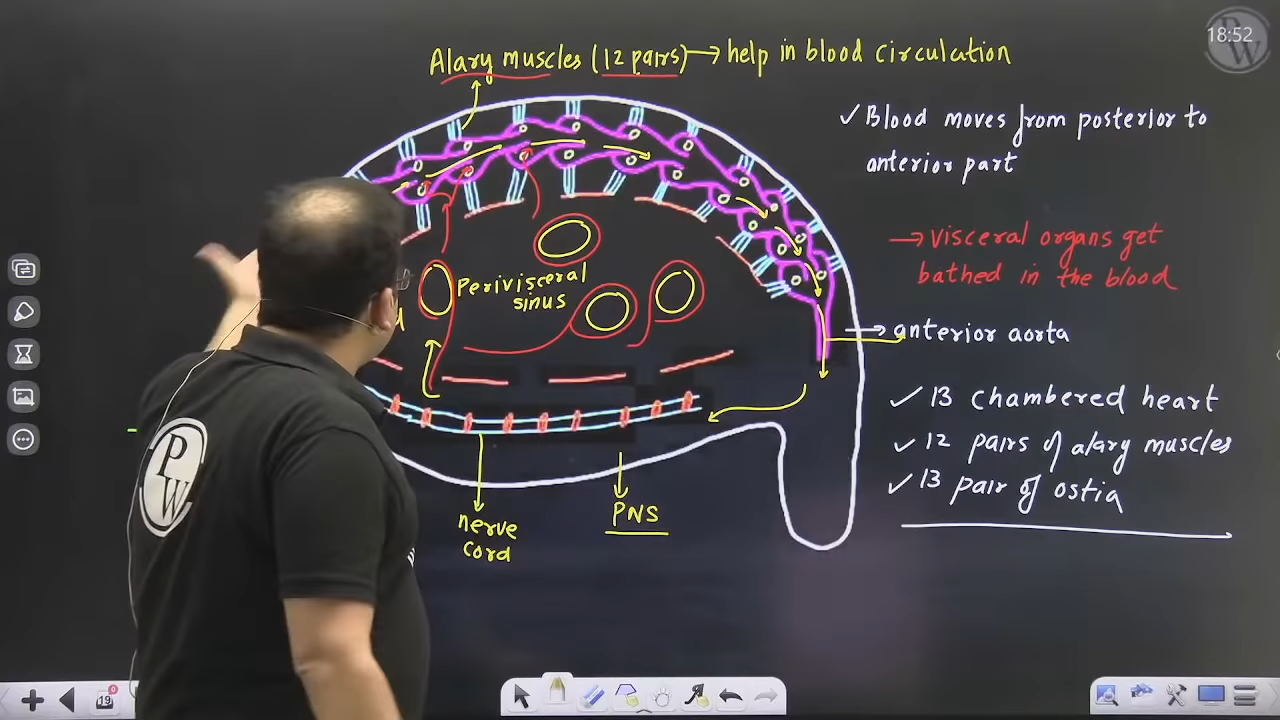 18:52
PW
Alary muscles (12 pairs) → help in blood circulation
✓ Blood moves from posterior to
anterior part
→ visceral organs get
bathed in the blood
Perivisceral
sinus
→ anterior aorta
✓ 13 chambered heart
✓ 12 pairs of alary muscles
✓ 13 pair of ostia
PNS
nerve
cord
PW
19